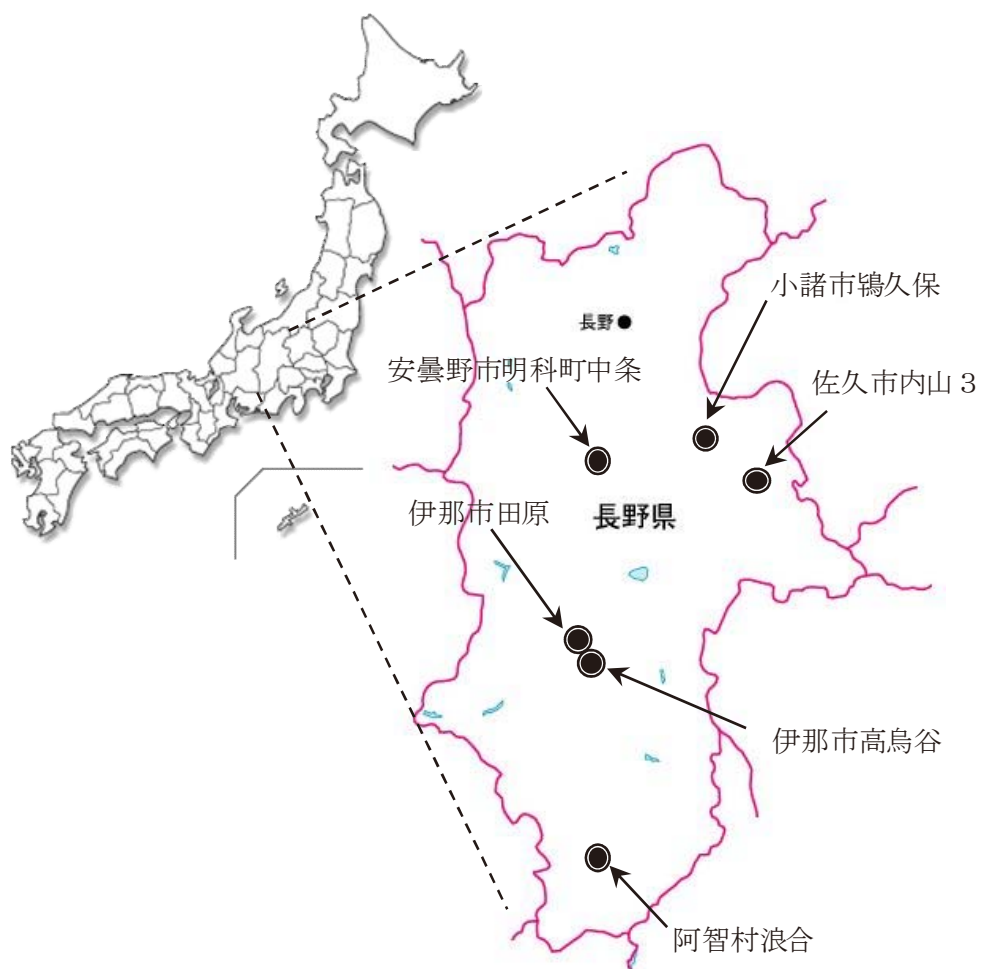 小諸市鴇久保
長野
安曇野市明科町中条
佐久市内山3
伊那市田原
長野県
伊那市高烏谷
阿智村浪合